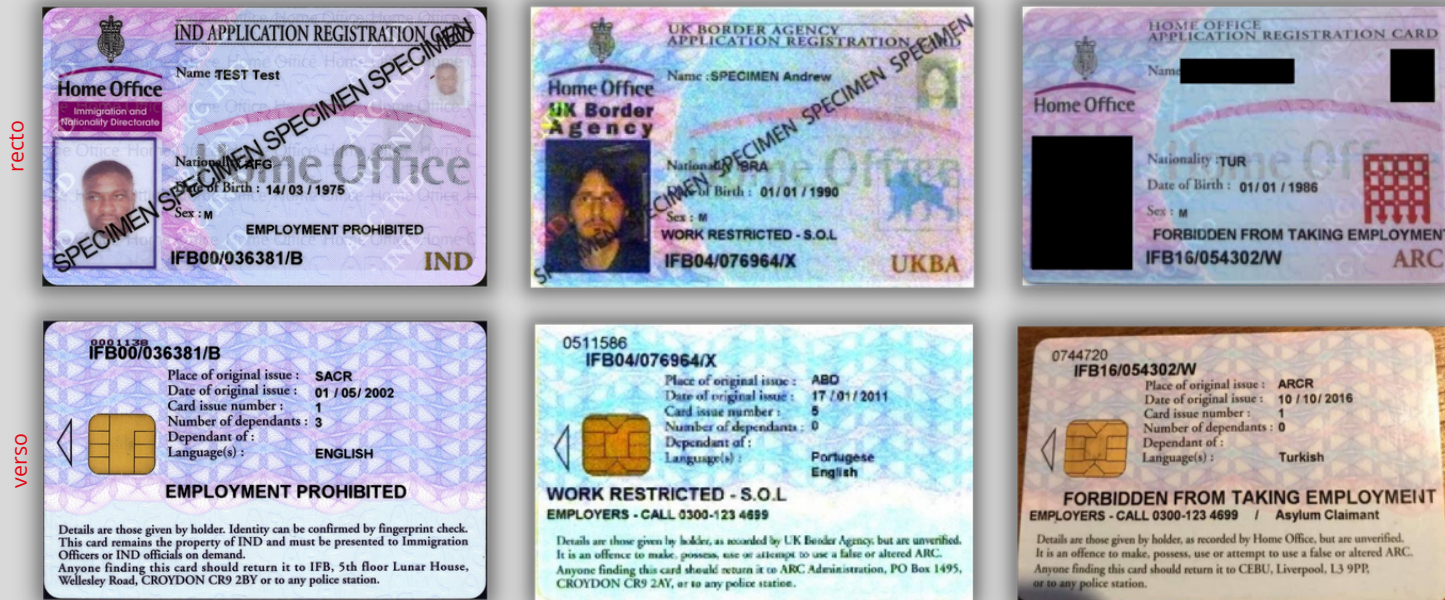 recto
IND APPLICATION REGISTRATION CARD
Home Office
Immigration and
Nationality Directorate
Name : TEST Test
Nationality : AFG
Date of Birth : 14/ 03 / 1975
Sex : M
EMPLOYMENT PROHIBITED
IFB00/036381/B
IND
Home Office
SPECIMEN SPECIMEN SPECIMEN SPECIMEN
UK BORDER AGENCY
APPLICATION REGISTRATION CARD
Home Office
UK Border
Agency
Name : SPECIMEN Andrew
Nationality : BRA
Date of Birth : 01/ 01 / 1990
Sex : M
WORK RESTRICTED - S.O.L
IFB04/076964/X
UKBA
Home Office
SPECIMEN SPECIMEN SPECIMEN SPECIMEN
HOME OFFICE
APPLICATION REGISTRATION CARD
Home Office
Name
Nationality : TUR
Date of Birth : 01/ 01 / 1986
Sex : M
FORBIDDEN FROM TAKING EMPLOYMENT
IFB16/054302/W
ARC
Home Office
verso
0001138
IFB00/036381/B
Place of original issue : SACR
Date of original issue : 01 / 05/ 2002
Card issue number : 1
Number of dependants : 3
Dependant of :
Language(s) : ENGLISH
EMPLOYMENT PROHIBITED
Details are those given by holder. Identity can be confirmed by fingerprint check.
This card remains the property of IND and must be presented to Immigration
Officers or IND officials on demand.
Anyone finding this card should return it to IFB, 5th floor Lunar House,
Wellesley Road, CROYDON CR9 2BY or to any police station.
0511586
IFB04/076964/X
Place of original issue : ABD
Date of original issue : 17 / 01/ 2011
Card issue number : 5
Number of dependants : 0
Dependant of :
Language(s) : Portugese
English
WORK RESTRICTED - S.O.L
EMPLOYERS - CALL 0300-123 4699
Details are those given by holder, as recorded by UK Border Agency, but are unverified.
It is an offence to make, possess, use or attempt to use a false or altered ARC.
Anyone finding this card should return it to ARC Administration, PO Box 1495,
CROYDON CR9 2AY, or to any police station.
0744720
IFB16/054302/W
Place of original issue : ARCR
Date of original issue : 10 / 10/ 2016
Card issue number : 1
Number of dependants : 0
Dependant of :
Language(s) : Turkish
FORBIDDEN FROM TAKING EMPLOYMENT
EMPLOYERS - CALL 0300-123 4699 / Asylum Claimant
Details are those given by holder, as recorded by Home Office, but are unverified.
It is an offence to make, possess, use or attempt to use a false or altered ARC.
Anyone finding this card should return it to CEBU, Liverpool, L3 9PP,
or to any police station.